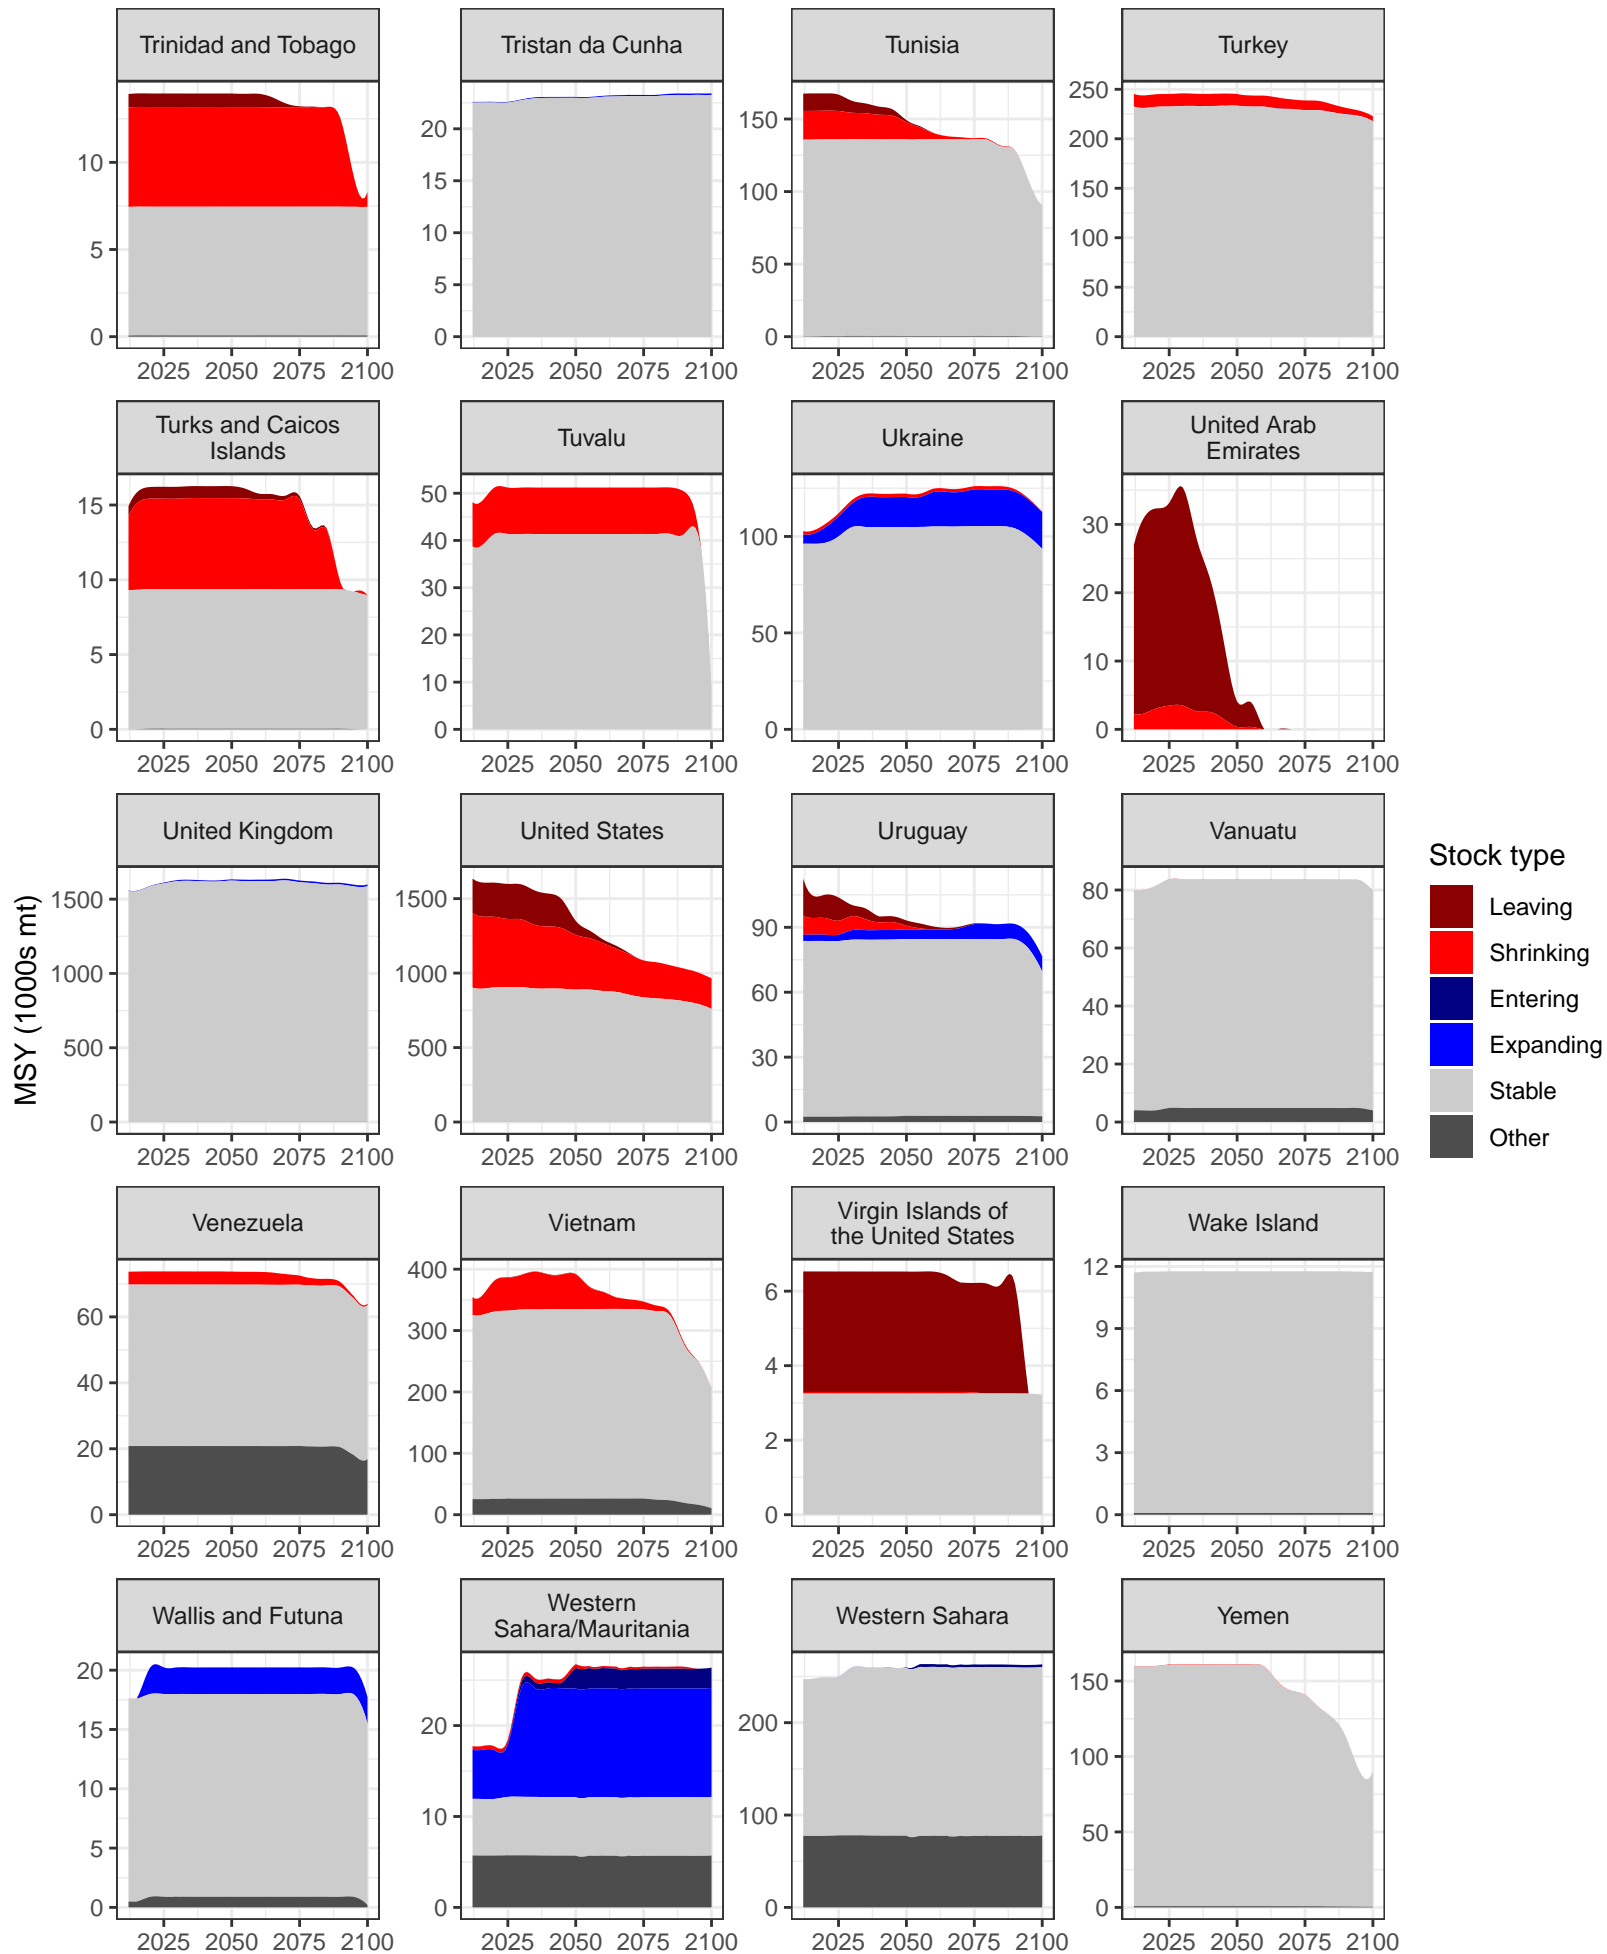 Trinidad and Tobago
Tristan da Cunha
Tunisia
Turkey
10
5
0
2025 2050 2075 2100
20
15
10
5
0
2025 2050 2075 2100
150
100
50
0
2025 2050 2075 2100
250
200
150
100
50
0
2025 2050 2075 2100
Turks and Caicos
Islands
Tuvalu
Ukraine
United Arab
Emirates
15
10
5
0
2025 2050 2075 2100
50
40
30
20
10
0
2025 2050 2075 2100
100
50
0
2025 2050 2075 2100
30
20
10
0
2025 2050 2075 2100
United Kingdom
United States
Uruguay
Vanuatu
MSY (1000s mt)
1500
1000
500
0
2025 2050 2075 2100
1500
1000
500
0
2025 2050 2075 2100
90
60
30
0
2025 2050 2075 2100
80
60
40
20
0
2025 2050 2075 2100
Stock type
Leaving
Shrinking
Entering
Expanding
Stable
Other
Venezuela
Vietnam
Virgin Islands of
the United States
Wake Island
60
40
20
0
2025 2050 2075 2100
400
300
200
100
0
2025 2050 2075 2100
6
4
2
0
2025 2050 2075 2100
12
9
6
3
0
2025 2050 2075 2100
Wallis and Futuna
Western
Sahara/Mauritania
Western Sahara
Yemen
20
15
10
5
0
2025 2050 2075 2100
20
10
0
2025 2050 2075 2100
200
100
0
2025 2050 2075 2100
150
100
50
0
2025 2050 2075 2100